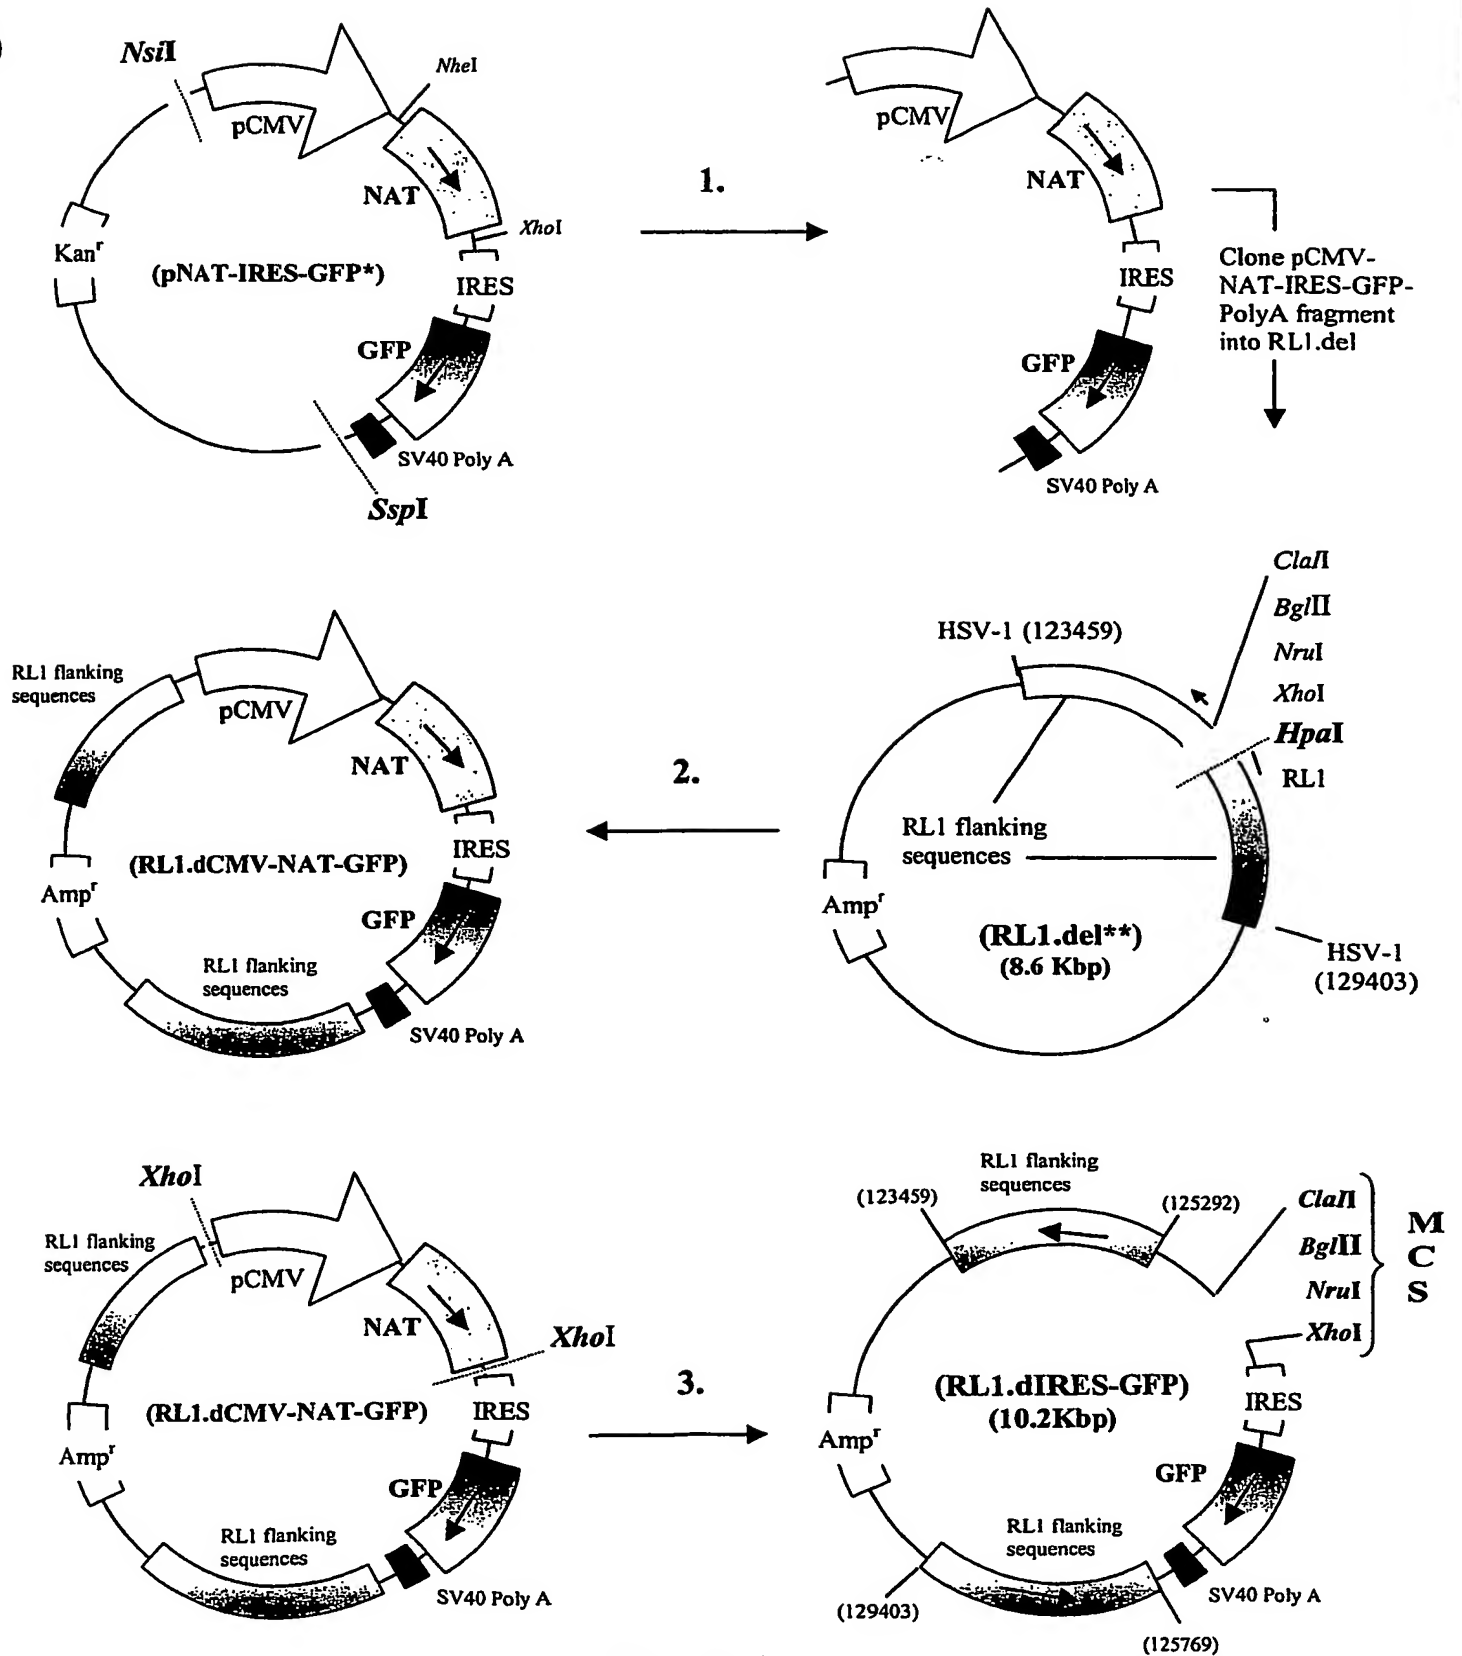 )
NsiI
NheI
pCMV
NAT
XhoI
Kanʳ
(pNAT-IRES-GFP*)
IRES
GFP
SV40 Poly A
SspI
1.
pCMV
NAT
IRES
GFP
SV40 Poly A
Clone pCMV-
NAT-IRES-GFP-
PolyA fragment
into RL1.del
ClaII
BglII
NruI
XhoI
HpaI
RL1
HSV-1 (123459)
RL1 flanking
sequences
Ampʳ
(RL1.del**)
(8.6 Kbp)
HSV-1
(129403)
2.
RL1 flanking
sequences
pCMV
NAT
IRES
(RL1.dCMV-NAT-GFP)
Ampʳ
GFP
RL1 flanking
sequences
SV40 Poly A
XhoI
RL1 flanking
sequences
pCMV
NAT
XhoI
(RL1.dCMV-NAT-GFP)
IRES
Ampʳ
GFP
RL1 flanking
sequences
SV40 Poly A
3.
RL1 flanking
sequences
(123459)
(125292)
ClaII
BglII
NruI
XhoI
M
C
S
(RL1.dIRES-GFP)
(10.2Kbp)
IRES
Ampʳ
GFP
RL1 flanking
sequences
SV40 Poly A
(129403)
(125769)